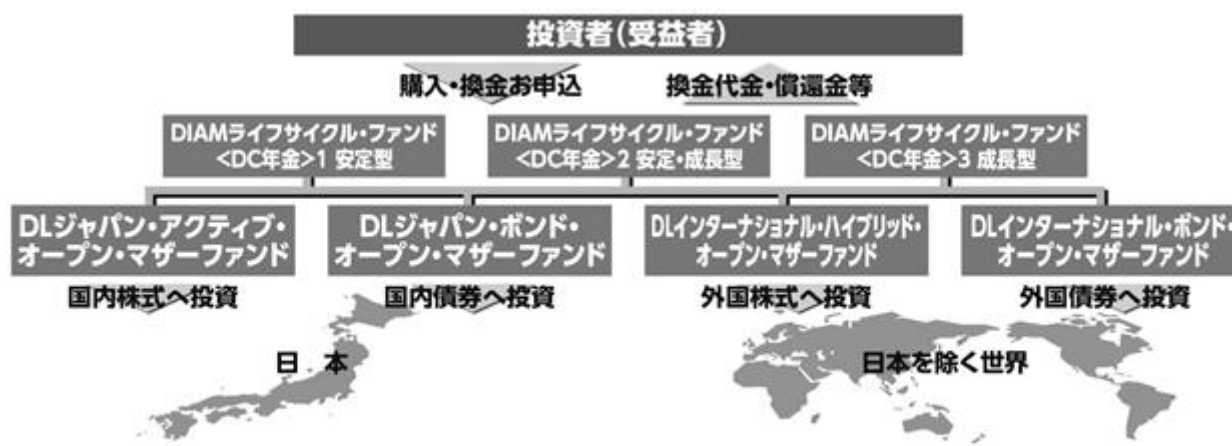 投資者(受益者)
購入・換金お申込
換金代金・償還金等
DIAMライフサイクル・ファンド
<DC年金>1 安定型
DIAMライフサイクル・ファンド
<DC年金>2 安定・成長型
DIAMライフサイクル・ファンド
<DC年金>3 成長型
DLジャパン・アクティブ・
オープン・マザーファンド
DLジャパン・ボンド・
オープン・マザーファンド
DLインターナショナル・ハイブリッド・
オープン・マザーファンド
DLインターナショナル・ボンド・
オープン・マザーファンド
国内株式へ投資
国内債券へ投資
外国株式へ投資
外国債券へ投資
日 本
日本を除く世界